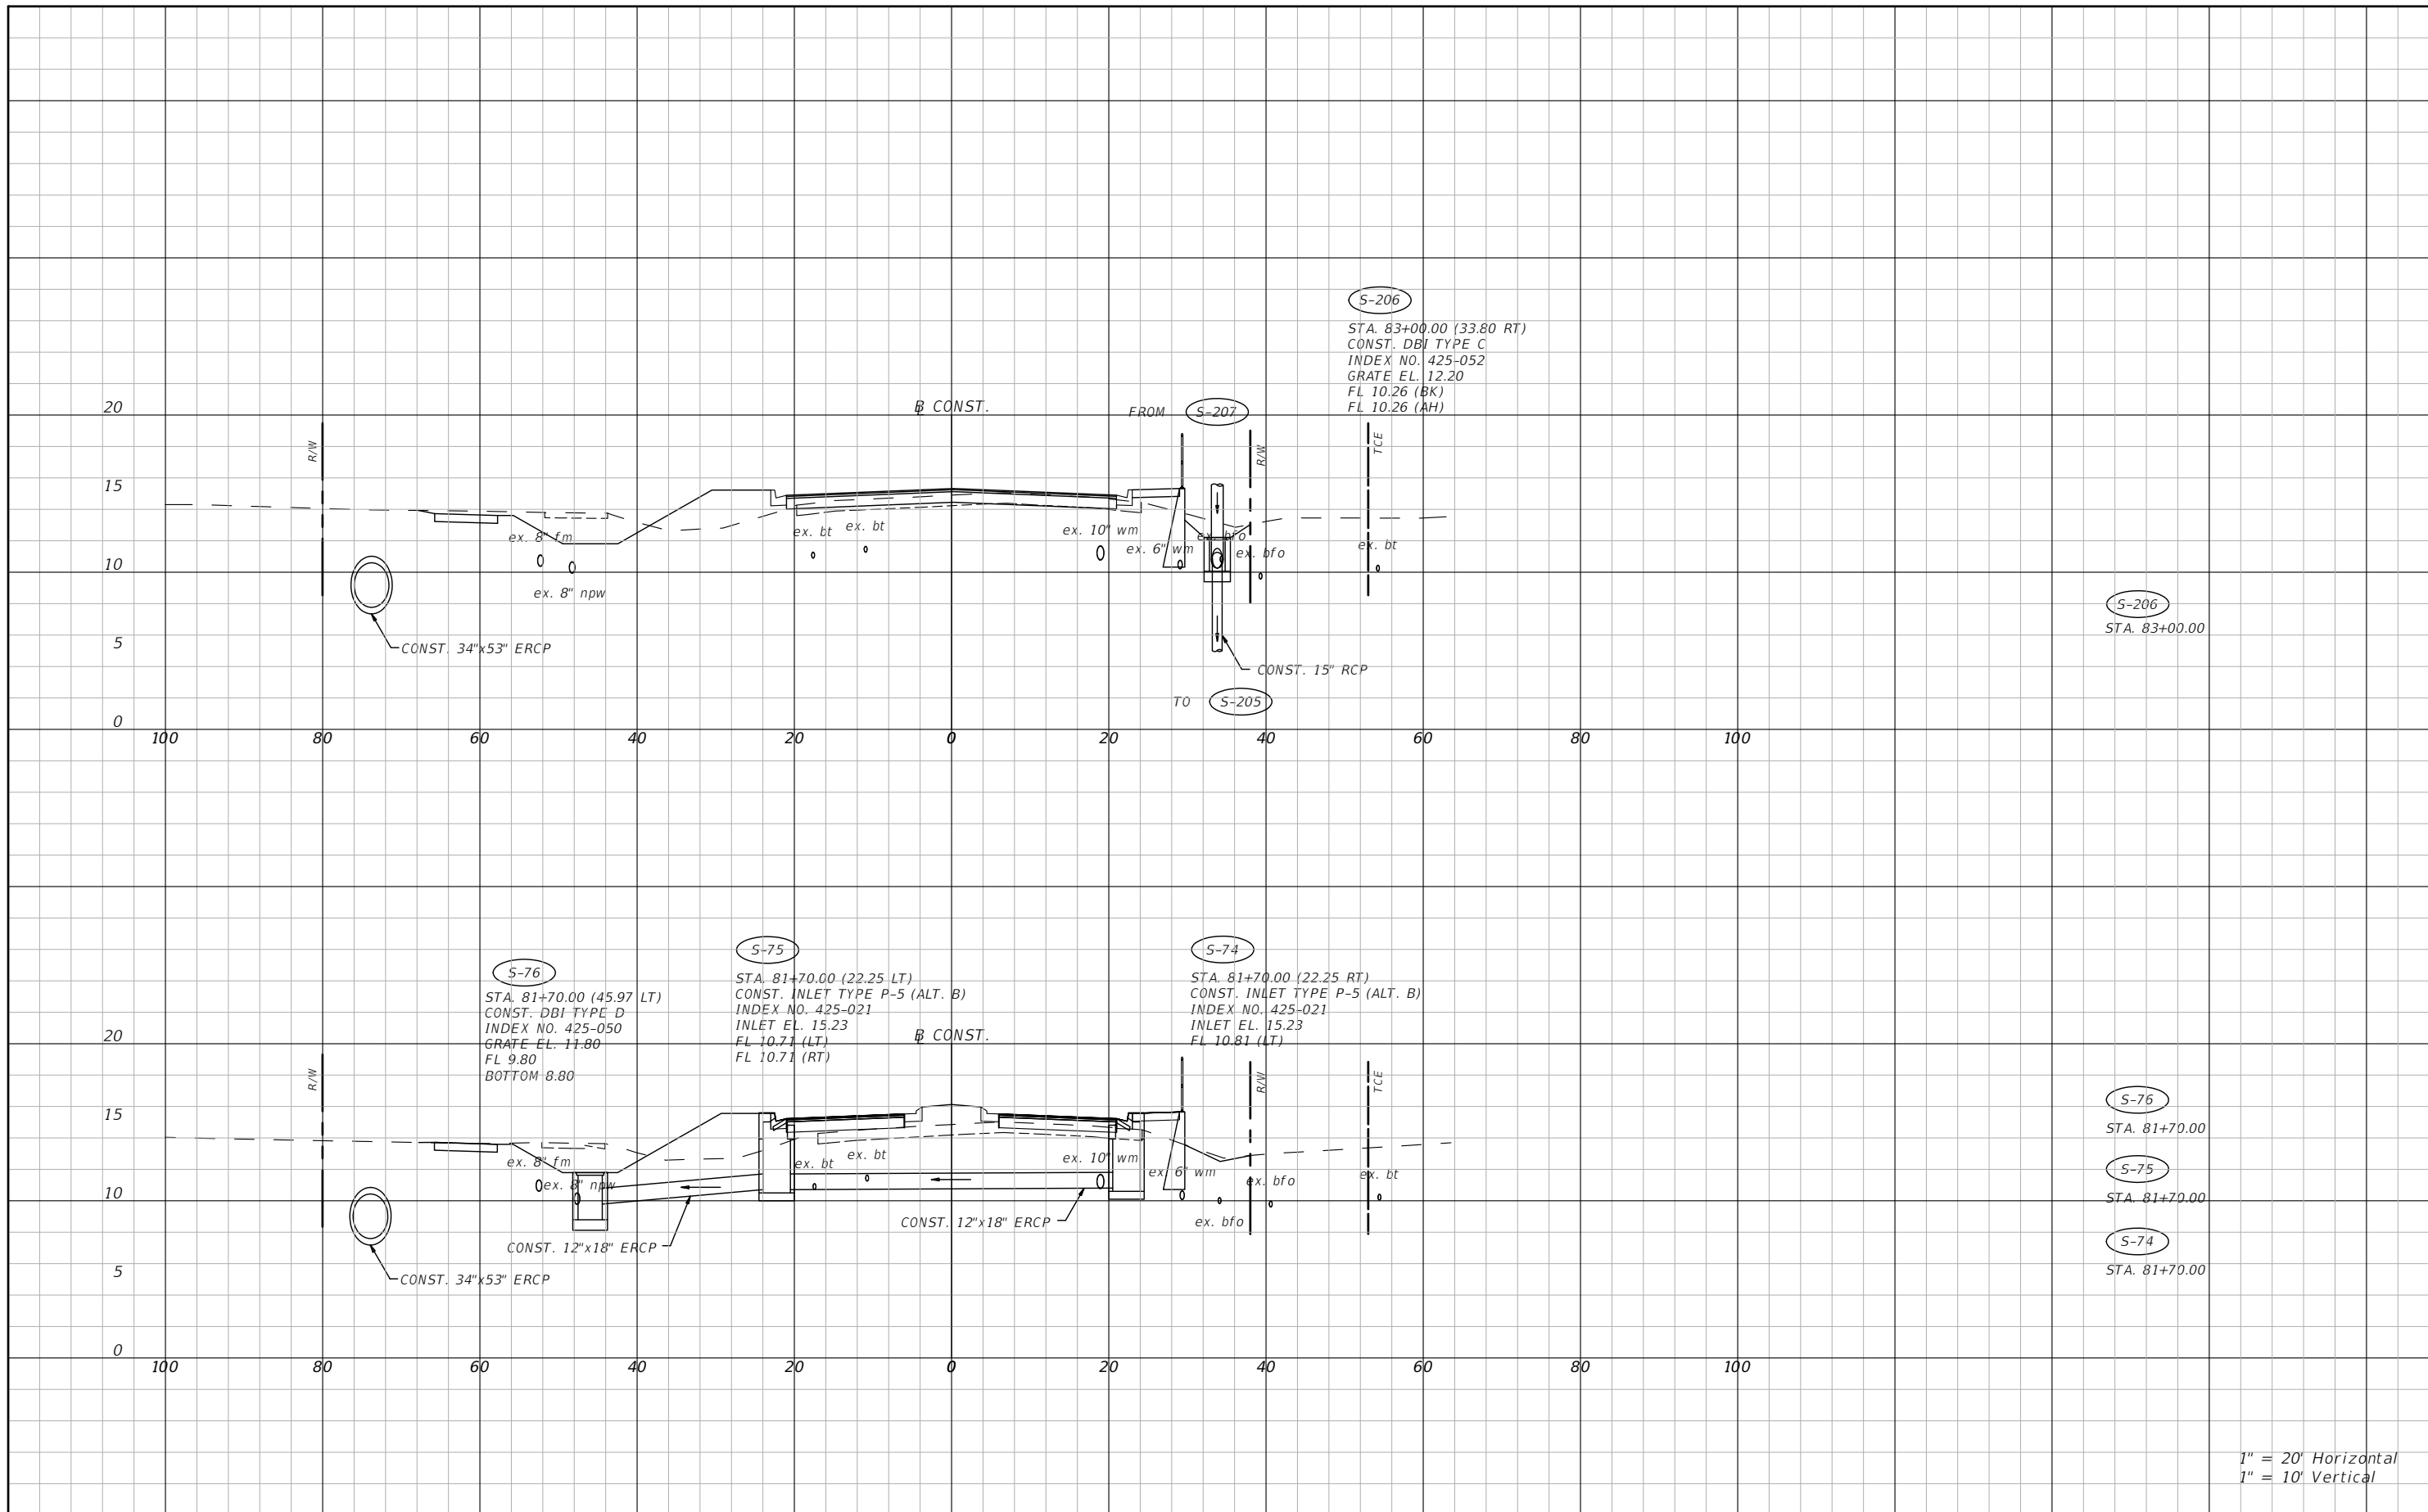 S-206
STA. 83+00.00 (33.80 RT)
CONST. DBI TYPE C
INDEX NO. 425-052
GRATE EL. 12.20
FL 10.26 (BK)
FL 10.26 (AH)
20
B CONST.
FROM S-207
R/W
R/W
TCE
15
ex. bt
ex. bt
ex. 10" wm
ex. 8" fm
ex. bfo
ex. 6" wm
ex. bfo
ex. bt
10
ex. 8" npw
S-206
STA. 83+00.00
5
CONST. 34"x53" ERCP
CONST. 15" RCP
TO S-205
0
100 80 60 40 20 0 20 40 60 80 100
S-76
STA. 81+70.00 (45.97 LT)
CONST. DBI TYPE D
INDEX NO. 425-050
GRATE EL. 11.80
FL 9.80
BOTTOM 8.80
S-75
STA. 81+70.00 (22.25 LT)
CONST. INLET TYPE P-5 (ALT. B)
INDEX NO. 425-021
INLET EL. 15.23
FL 10.71 (LT)
FL 10.71 (RT)
S-74
STA. 81+70.00 (22.25 RT)
CONST. INLET TYPE P-5 (ALT. B)
INDEX NO. 425-021
INLET EL. 15.23
FL 10.81 (LT)
20
B CONST.
R/W
R/W
TCE
15
S-76
STA. 81+70.00
ex. 8" fm
ex. bt
ex. bt
ex. 10" wm
ex. 6" wm
ex. bfo
ex. bt
ex. 8" npw
S-75
STA. 81+70.00
10
ex. bfo
CONST. 12"x18" ERCP
CONST. 12"x18" ERCP
S-74
STA. 81+70.00
5
CONST. 34"x53" ERCP
0
100 80 60 40 20 0 20 40 60 80 100
1" = 20' Horizontal
1" = 10' Vertical